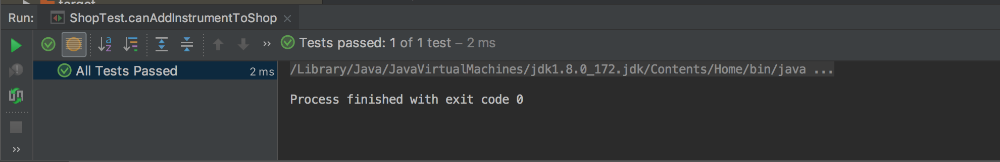 target
Run: ShopTest.canAddInstrumentToShop
Tests passed: 1 of 1 test – 2 ms
All Tests Passed 2 ms
/Library/Java/JavaVirtualMachines/jdk1.8.0_172.jdk/Contents/Home/bin/java ...
Process finished with exit code 0